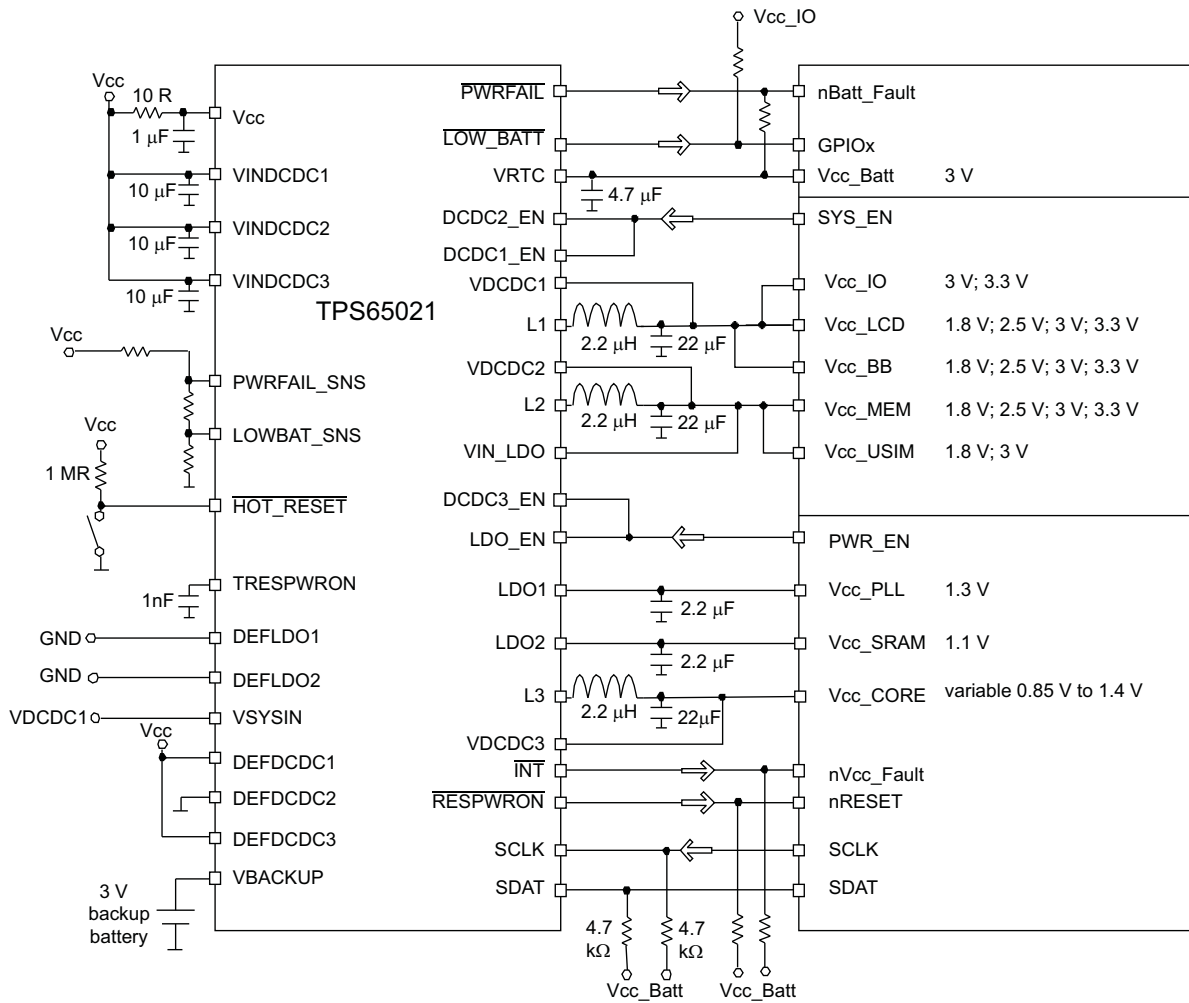 Vcc_IO
Vcc
10 R
Vcc
1 μF
VINDCDC1
10 μF
VINDCDC2
10 μF
VINDCDC3
10 μF
TPS65021
Vcc
PWRFAIL_SNS
LOWBAT_SNS
Vcc
1 MR
HOT_RESET
TRESPWRON
1nF
GND
DEFLDO1
GND
DEFLDO2
VDCDC1
VSYSIN
Vcc
DEFDCDC1
DEFDCDC2
DEFDCDC3
VBACKUP
3 V
backup
battery
PWRFAIL
LOW_BATT
VRTC
4.7 μF
DCDC2_EN
DCDC1_EN
VDCDC1
L1
2.2 μH
22 μF
VDCDC2
L2
2.2 μH
22 μF
VIN_LDO
DCDC3_EN
LDO_EN
LDO1
2.2 μF
LDO2
2.2 μF
L3
2.2 μH
22μF
VDCDC3
INT
RESPWRON
SCLK
SDAT
4.7
kΩ
4.7
kΩ
Vcc_Batt
Vcc_Batt
nBatt_Fault
GPIOx
Vcc_Batt 3 V
SYS_EN
Vcc_IO 3 V; 3.3 V
Vcc_LCD 1.8 V; 2.5 V; 3 V; 3.3 V
Vcc_BB 1.8 V; 2.5 V; 3 V; 3.3 V
Vcc_MEM 1.8 V; 2.5 V; 3 V; 3.3 V
Vcc_USIM 1.8 V; 3 V
PWR_EN
Vcc_PLL 1.3 V
Vcc_SRAM 1.1 V
Vcc_CORE variable 0.85 V to 1.4 V
nVcc_Fault
nRESET
SCLK
SDAT